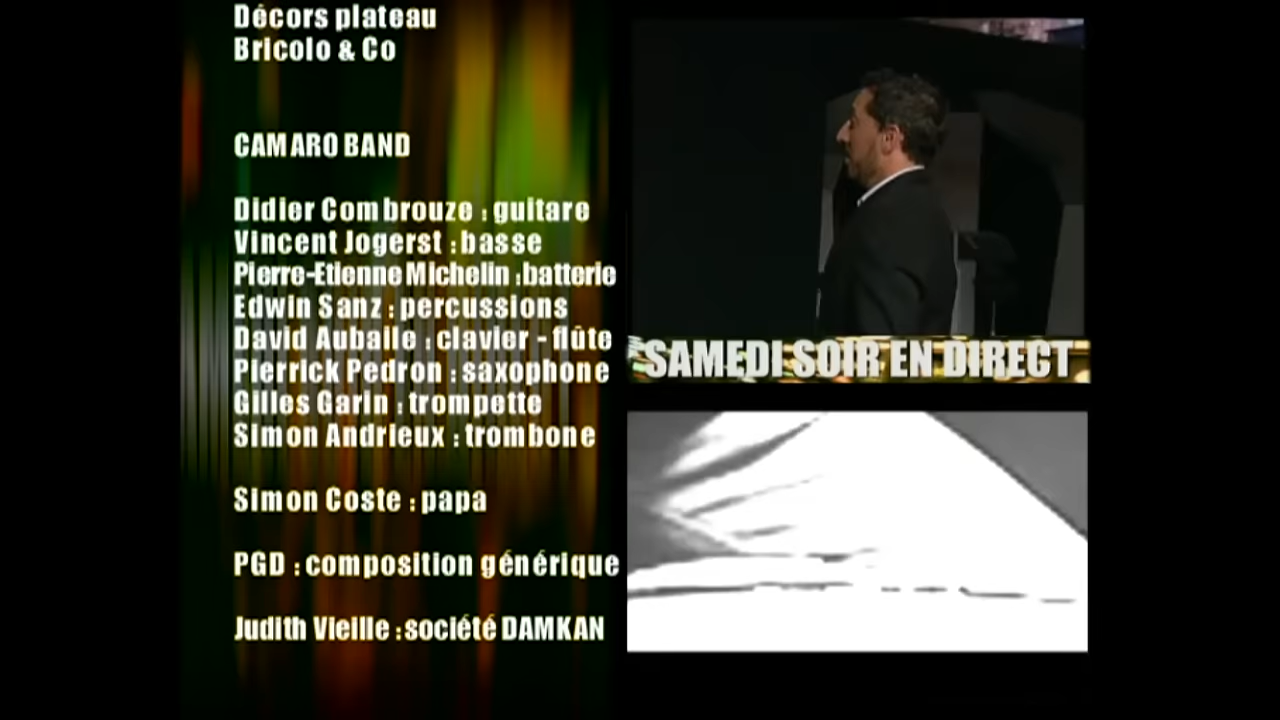 Décors plateau
Bricolo & Co
CAMARO BAND
Didier Combrouze : guitare
Vincent Jogerst : basse
Pierre-Etienne Michelin : batterie
Edwin Sanz : percussions
David Aubaile : clavier - flûte
Pierrick Pedron : saxophone
Gilles Garin : trompette
Simon Andrieux : trombone
Simon Coste : papa
PGD : composition générique
Judith Vieille : société DAMKAN
SAMEDI SOIR EN DIRECT